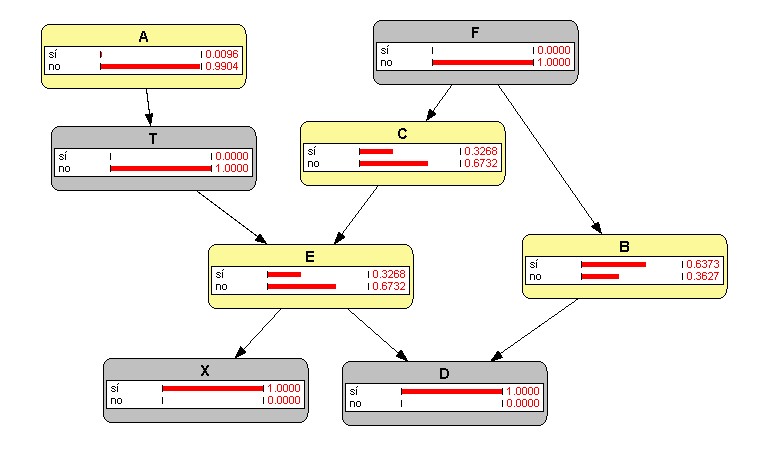 A
sí 0.0096
no 0.9904
F
sí 0.0000
no 1.0000
T
sí 0.0000
no 1.0000
C
sí 0.3268
no 0.6732
E
sí 0.3268
no 0.6732
B
sí 0.6373
no 0.3627
X
sí 1.0000
no 0.0000
D
sí 1.0000
no 0.0000